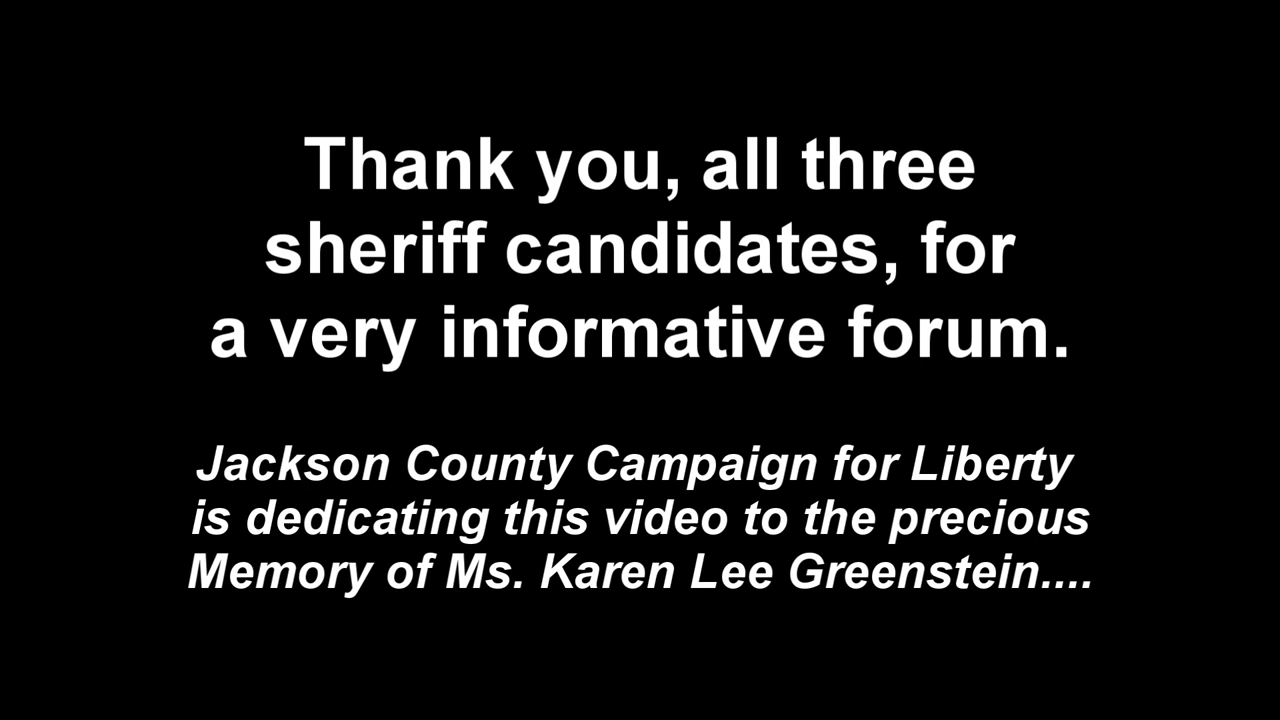 Thank you, all three
sheriff candidates, for
a very informative forum.
Jackson County Campaign for Liberty
is dedicating this video to the precious
Memory of Ms. Karen Lee Greenstein....